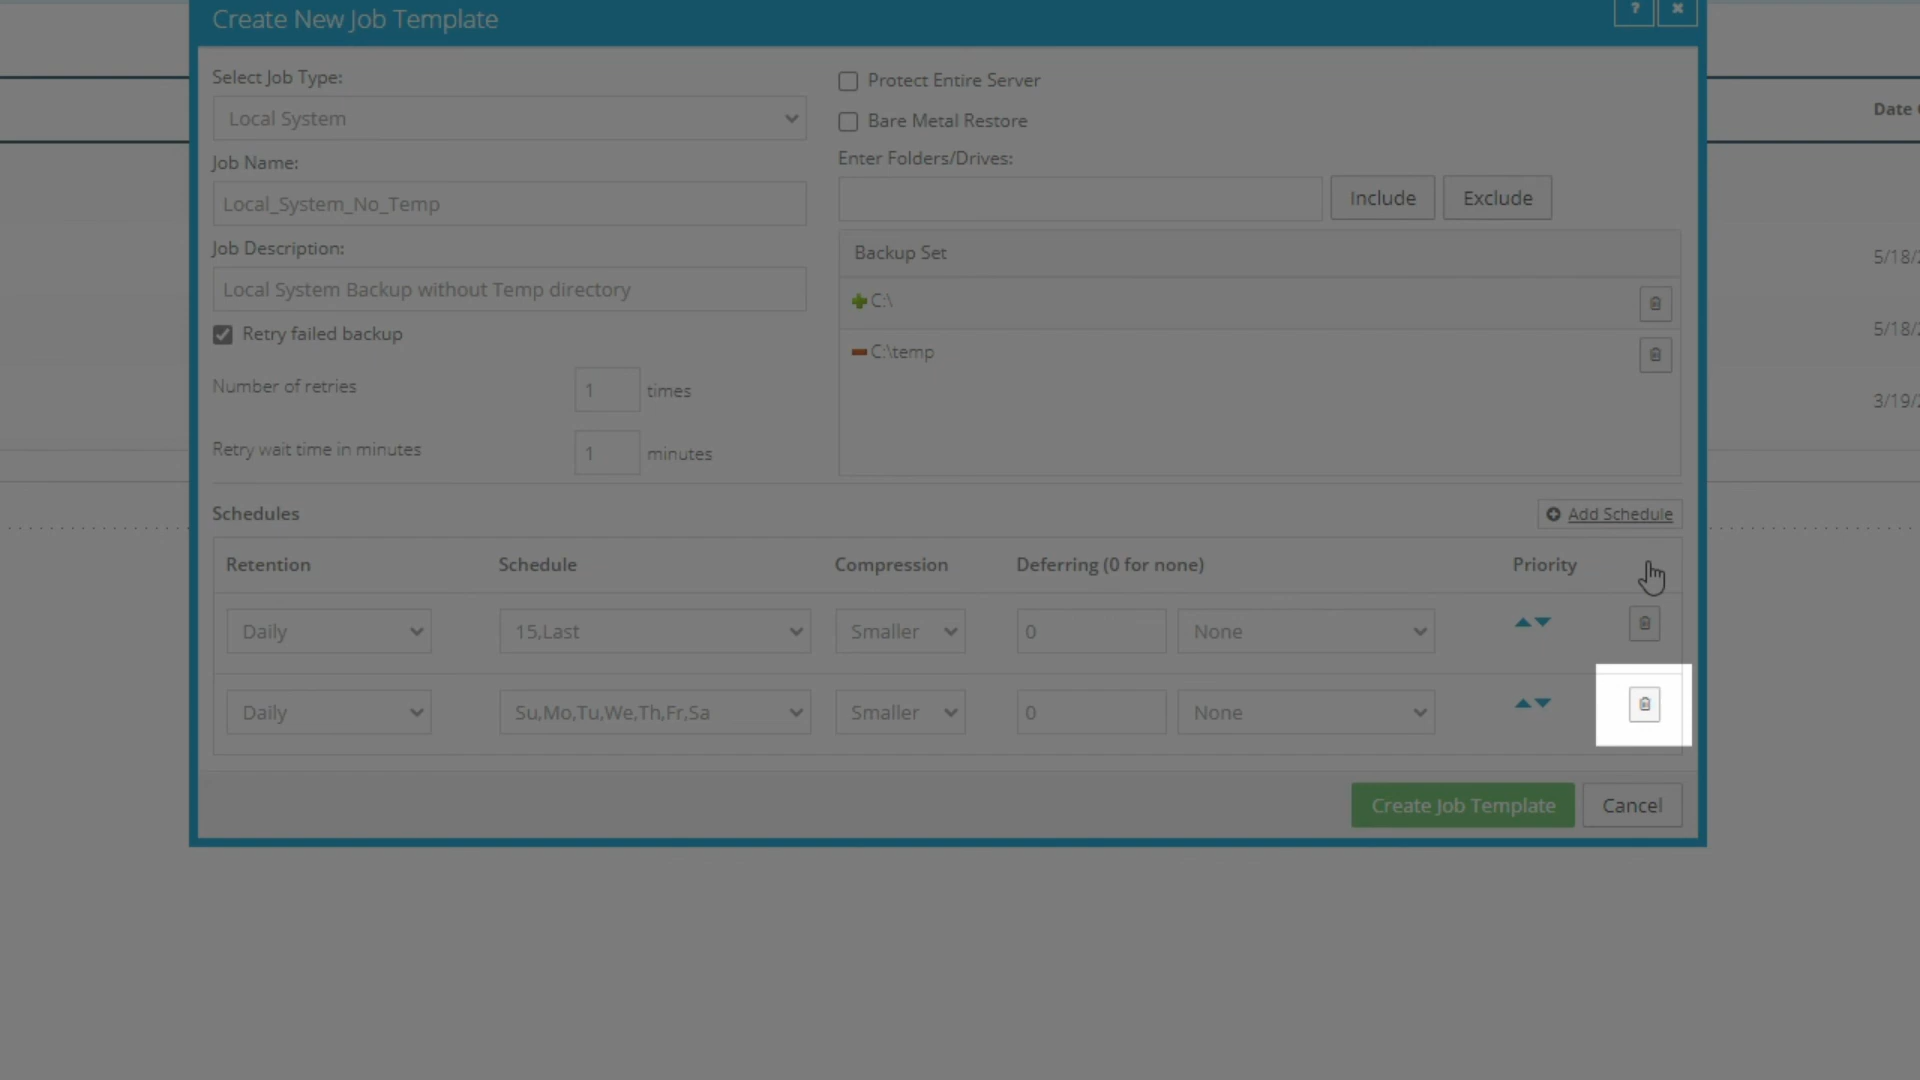 Create New Job Template
?
Select Job Type:
Local System
Job Name:
Local_System_No_Temp
Job Description:
Local System Backup without Temp directory
Retry failed backup
Number of retries 1 times
Retry wait time in minutes 1 minutes
Protect Entire Server
Bare Metal Restore
Enter Folders/Drives:
Include Exclude
Backup Set
C:\
C:\temp
Schedules
Add Schedule
Retention Schedule Compression Deferring (0 for none) Priority
Daily 15,Last Smaller 0 None
Daily Su,Mo,Tu,We,Th,Fr,Sa Smaller 0 None
Create Job Template Cancel
Date
5/18/
5/18/
3/19/